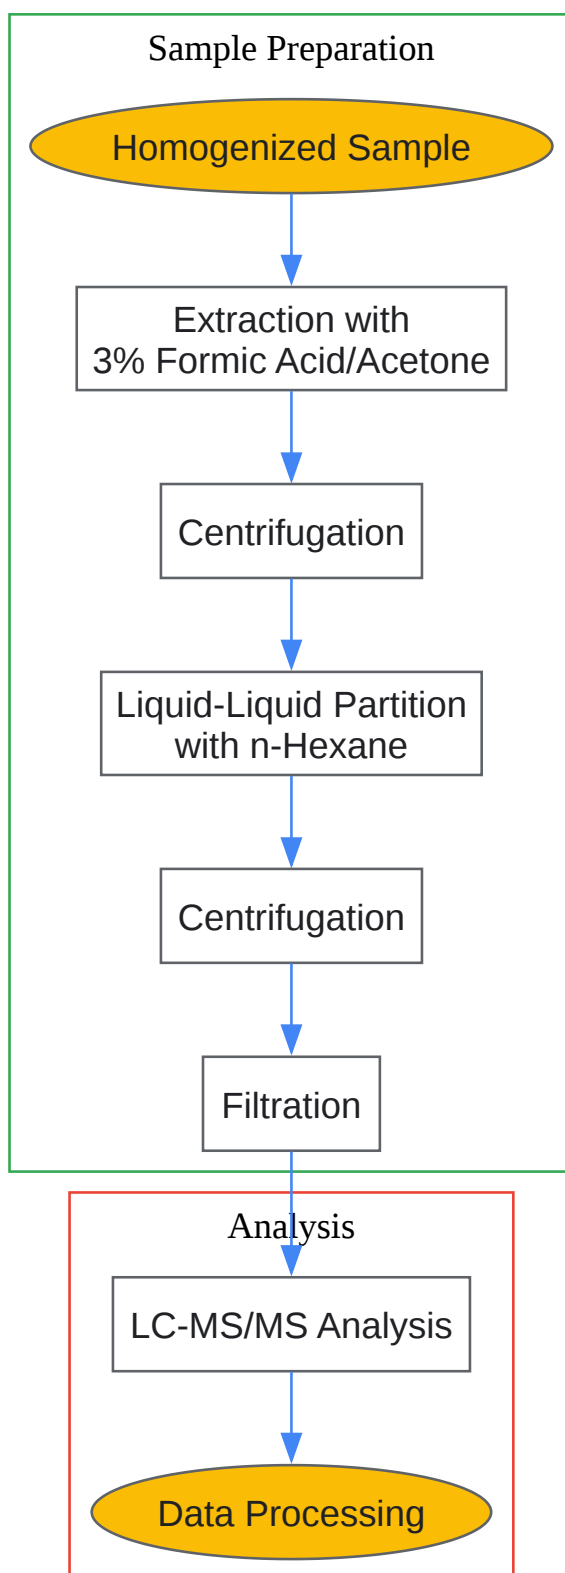 Sample Preparation
Homogenized Sample
Extraction with
3% Formic Acid/Acetone
Centrifugation
Liquid-Liquid Partition
with n-Hexane
Centrifugation
Filtration
Analysis
LC-MS/MS Analysis
Data Processing